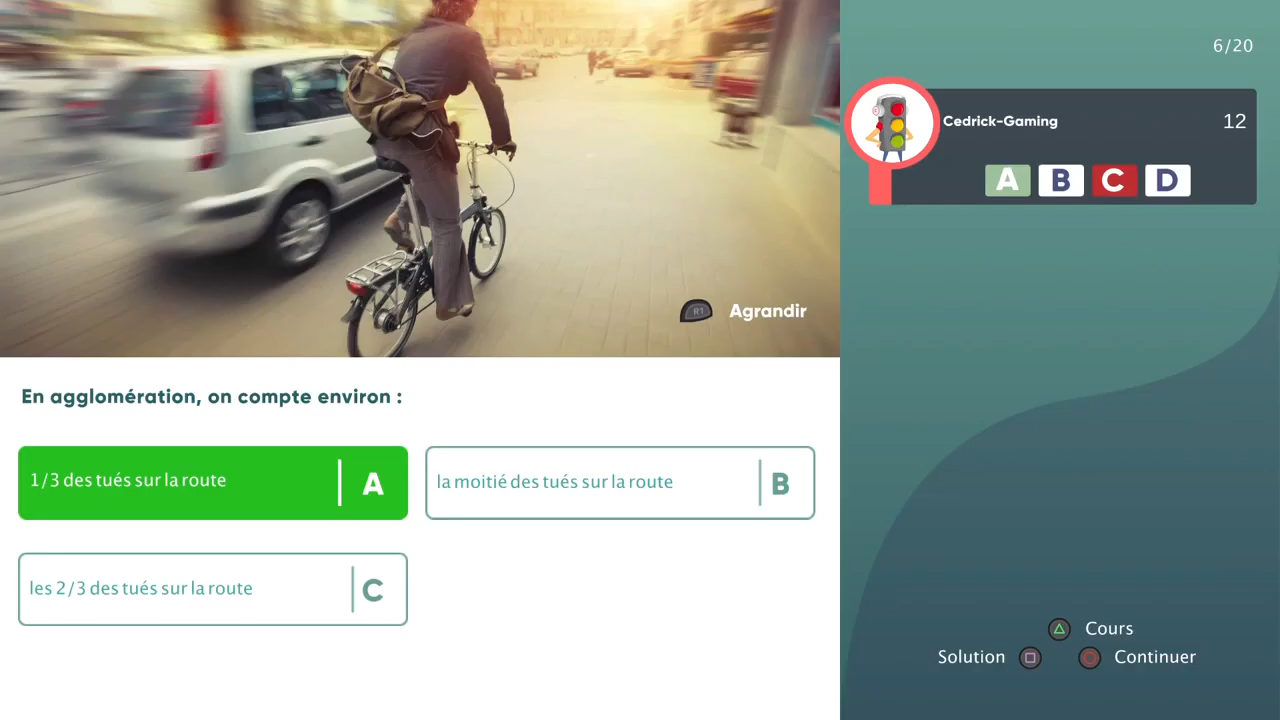 6/20
Cedrick-Gaming
12
A B C D
R1 Agrandir
En agglomération, on compte environ :
1/3 des tués sur la route A
la moitié des tués sur la route B
les 2/3 des tués sur la route C
Cours
Solution
Continuer